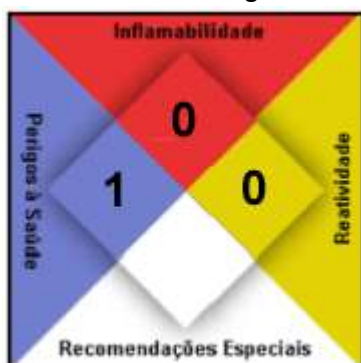 Inflamabilidade
0
Perigos à Saúde
1
0
Reatividade
Recomendações Especiais